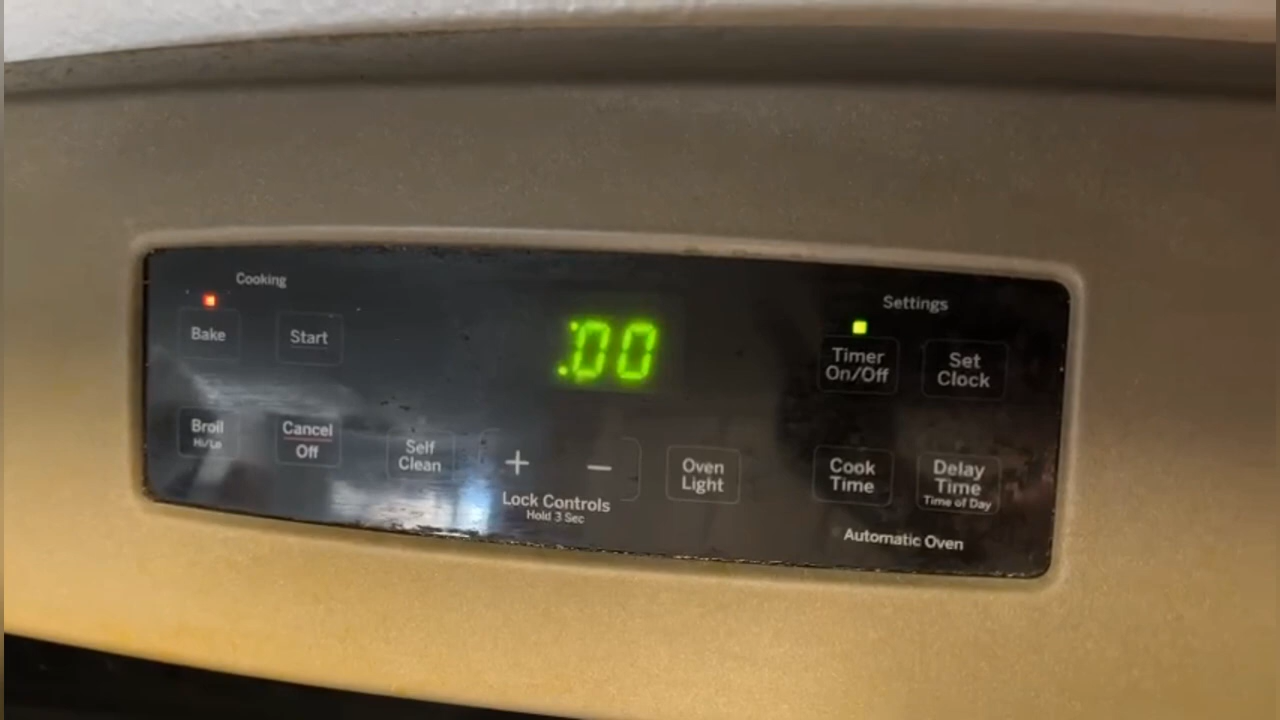 Cooking
Settings
Bake
Start
:00
Timer
On/Off
Set
Clock
Broil
Hi/Lo
Cancel
Off
Self
Clean
+
−
Lock Controls
Hold 3 Sec
Oven
Light
Cook
Time
Delay
Time
Time of Day
Automatic Oven